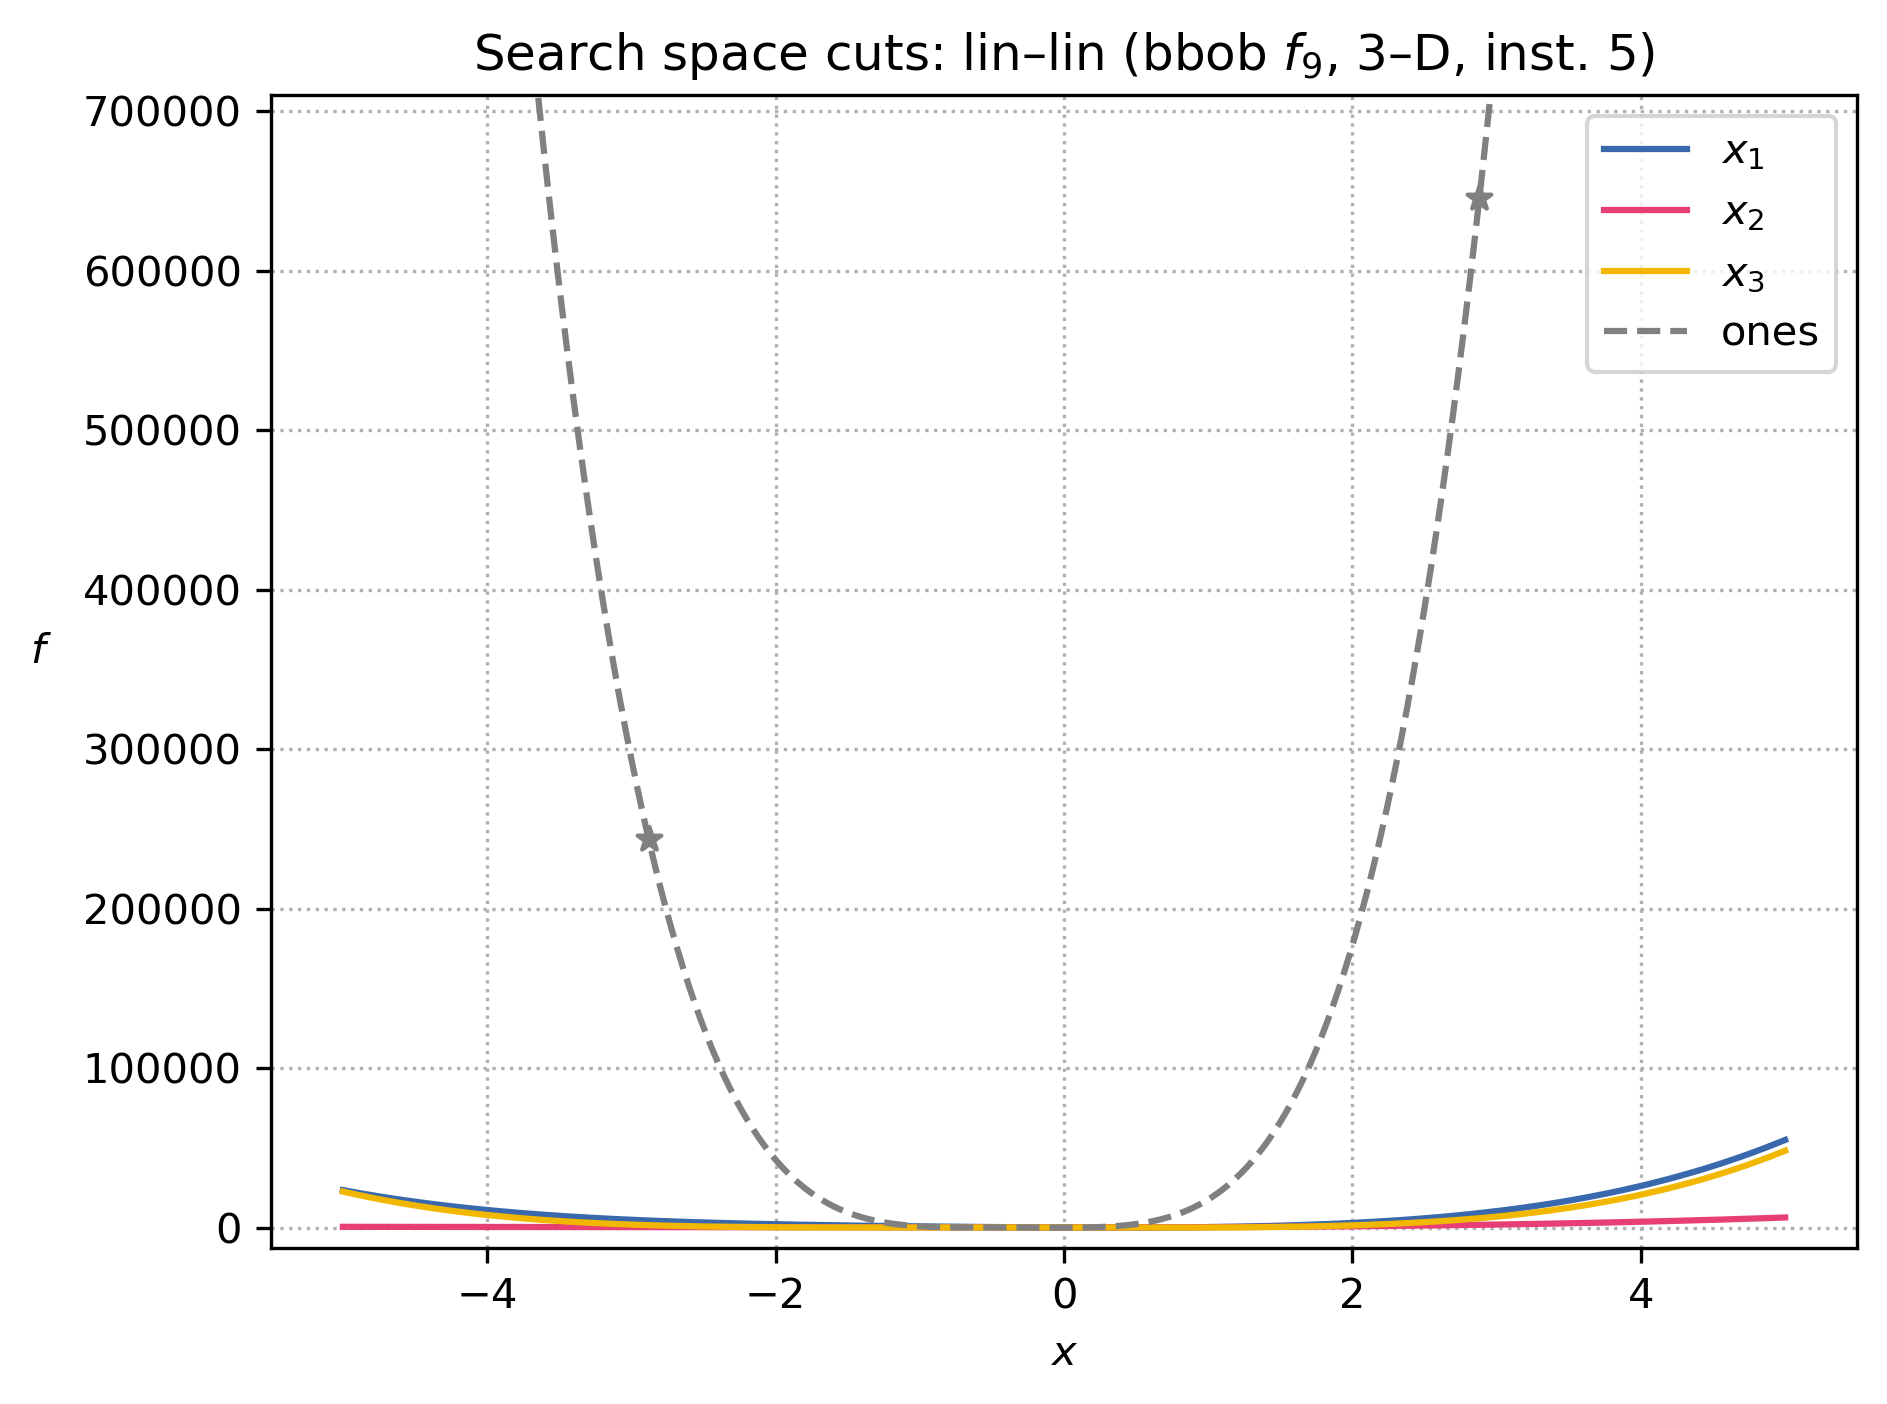 Search space cuts: lin–lin (bbob f₉, 3–D, inst. 5)
700000
600000
500000
400000
300000
200000
100000
0
f
−4
−2
0
2
4
x
x₁
x₂
x₃
ones